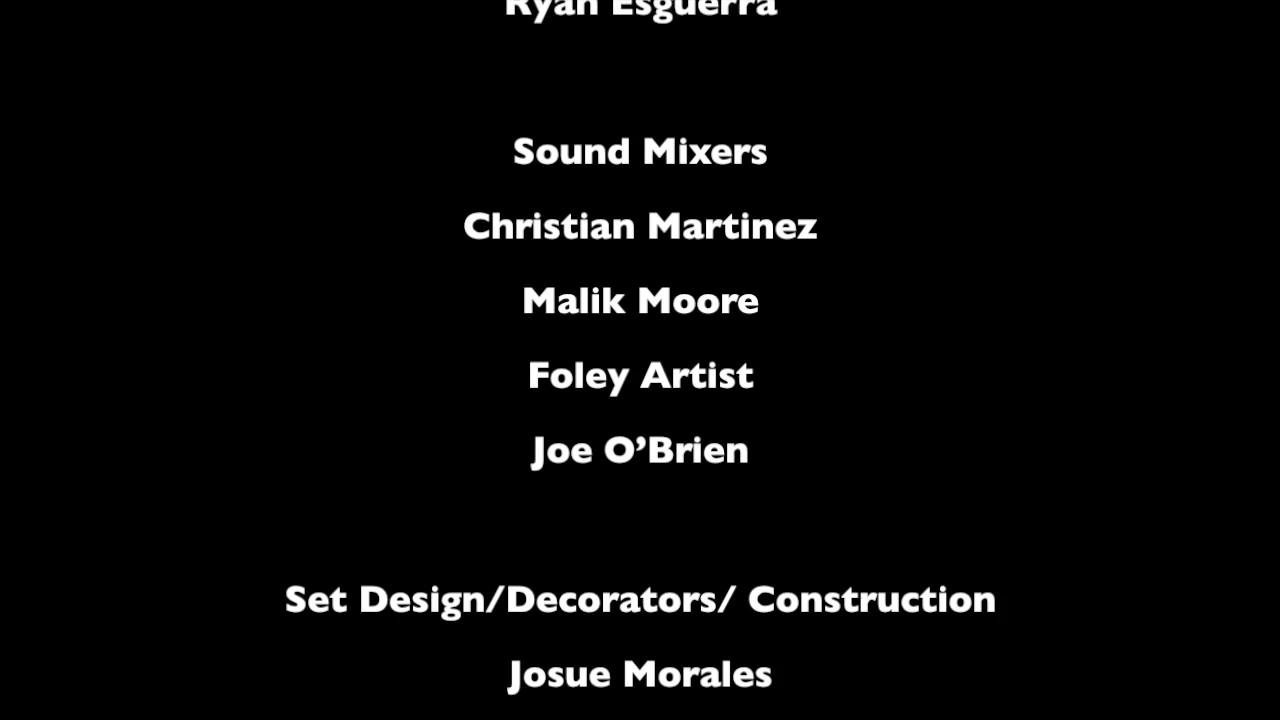 Ryan Esguerra
Sound Mixers
Christian Martinez
Malik Moore
Foley Artist
Joe O’Brien
Set Design/Decorators/ Construction
Josue Morales